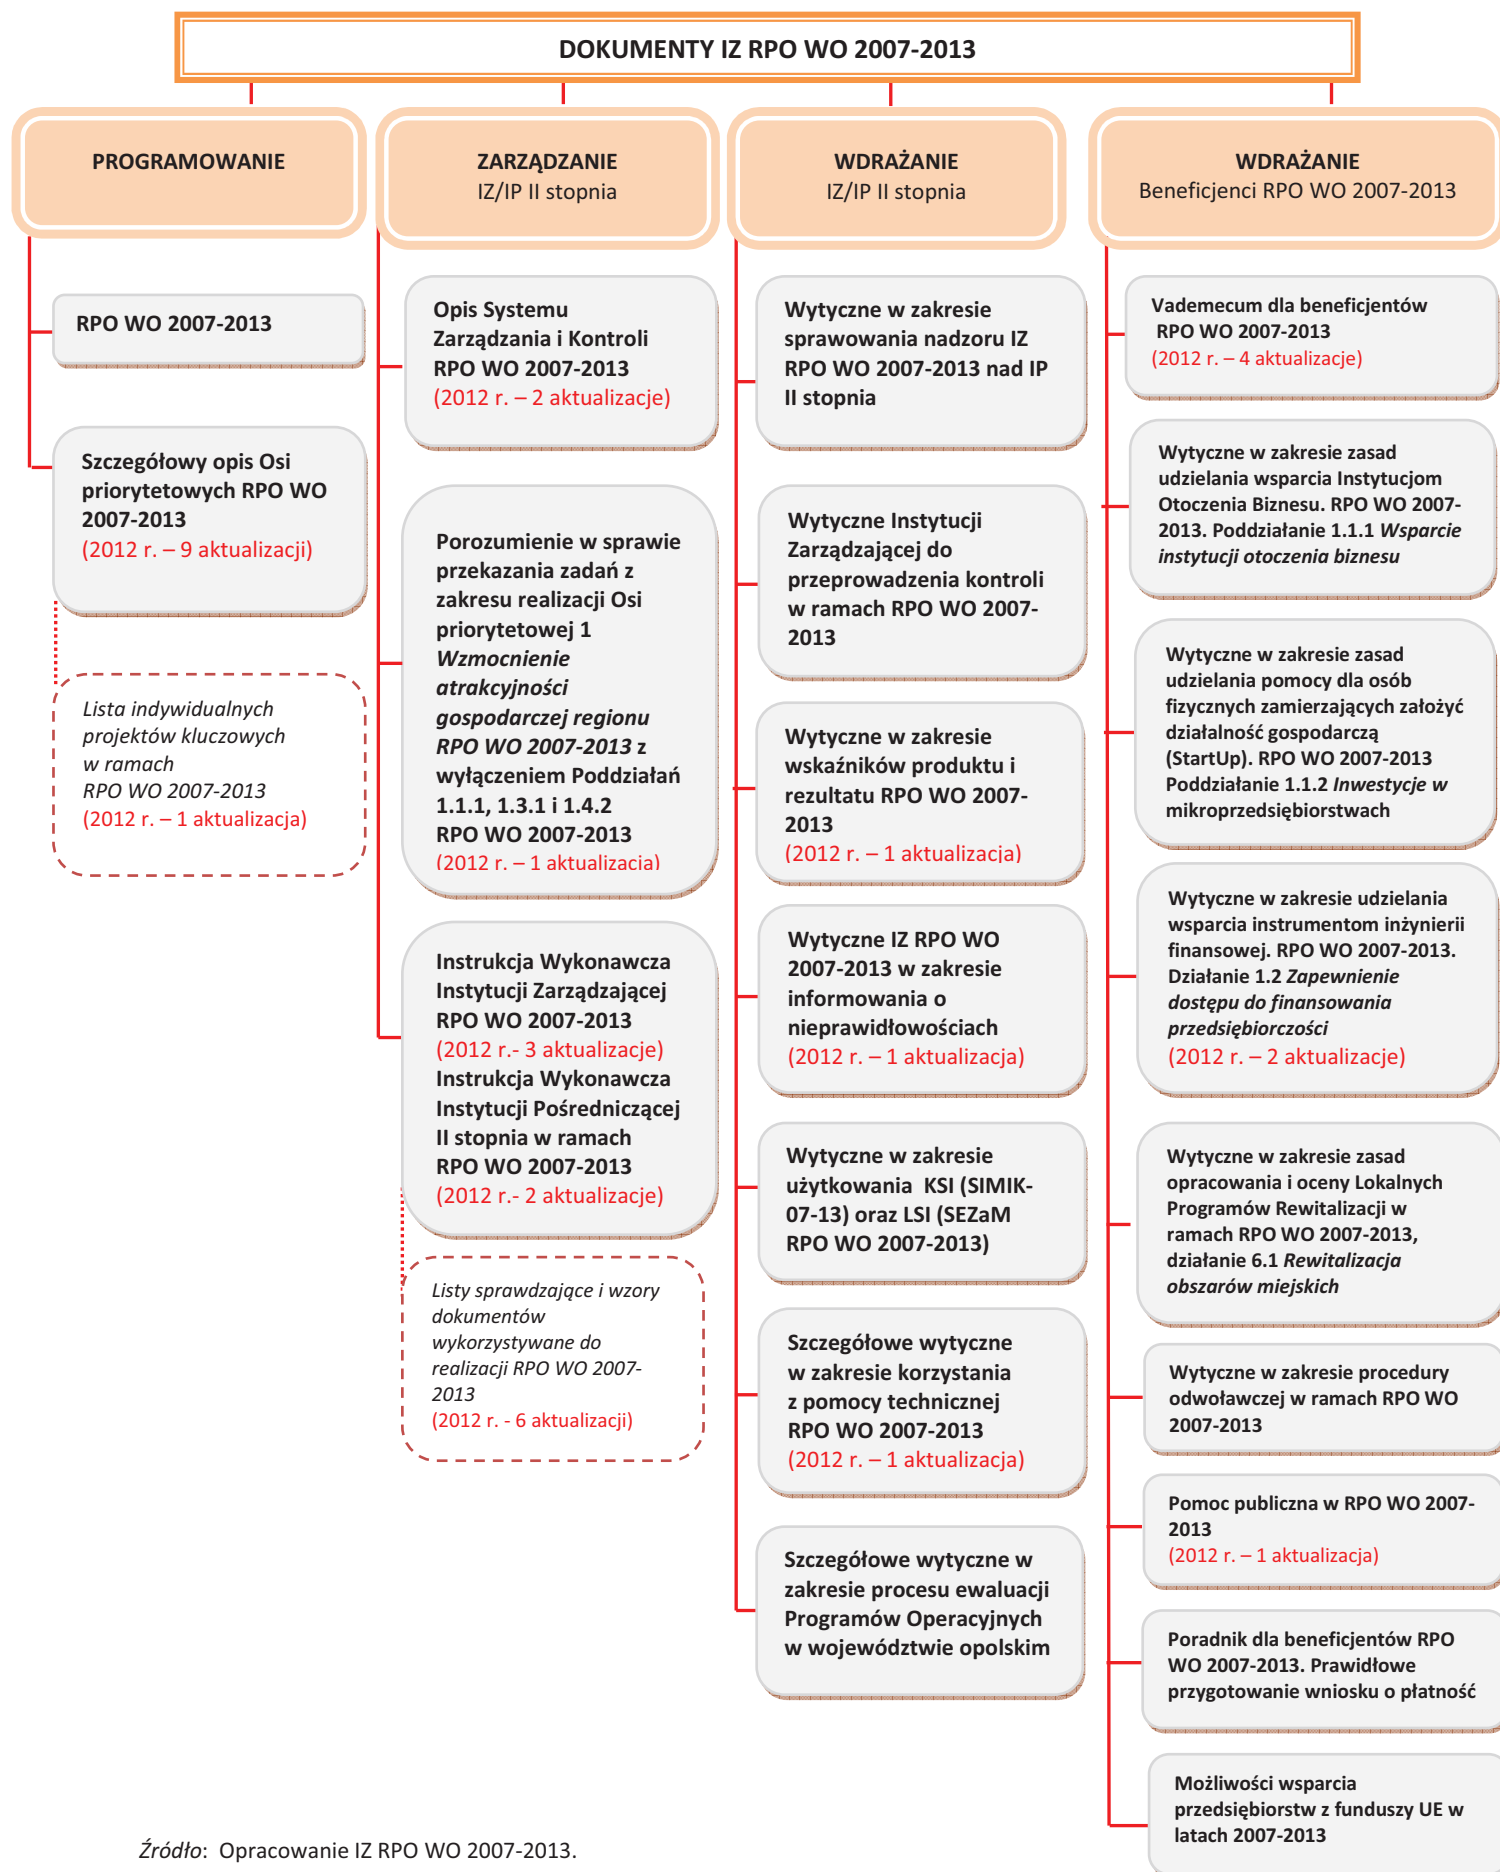 DOKUMENTY IZ RPO WO 2007-2013
PROGRAMOWANIE
RPO WO 2007-2013
Szczegółowy opis Osi
priorytetowych RPO WO
2007-2013
(2012 r. – 9 aktualizacji)
Lista indywidualnych
projektów kluczowych
w ramach
RPO WO 2007-2013
(2012 r. – 1 aktualizacja)
ZARZĄDZANIE
IZ/IP II stopnia
Opis Systemu
Zarządzania i Kontroli
RPO WO 2007-2013
(2012 r. – 2 aktualizacje)
Porozumienie w sprawie
przekazania zadań z
zakresu realizacji Osi
priorytetowej 1
Wzmocnienie
atrakcyjności
gospodarczej regionu
RPO WO 2007-2013 z
wyłączeniem Poddziałań
1.1.1, 1.3.1 i 1.4.2
RPO WO 2007-2013
(2012 r. – 1 aktualizacja)
Instrukcja Wykonawcza
Instytucji Zarządzającej
RPO WO 2007-2013
(2012 r.- 3 aktualizacje)
Instrukcja Wykonawcza
Instytucji Pośredniczącej
II stopnia w ramach
RPO WO 2007-2013
(2012 r.- 2 aktualizacje)
Listy sprawdzające i wzory
dokumentów
wykorzystywane do
realizacji RPO WO 2007-
2013
(2012 r. - 6 aktualizacji)
WDRAŻANIE
IZ/IP II stopnia
Wytyczne w zakresie
sprawowania nadzoru IZ
RPO WO 2007-2013 nad IP
II stopnia
Wytyczne Instytucji
Zarządzającej do
przeprowadzenia kontroli
w ramach RPO WO 2007-
2013
Wytyczne w zakresie
wskaźników produktu i
rezultatu RPO WO 2007-
2013
(2012 r. – 1 aktualizacja)
Wytyczne IZ RPO WO
2007-2013 w zakresie
informowania o
nieprawidłowościach
(2012 r. – 1 aktualizacja)
Wytyczne w zakresie
użytkowania  KSI (SIMIK-
07-13) oraz LSI (SEZaM
RPO WO 2007-2013)
Szczegółowe wytyczne
w zakresie korzystania
z pomocy technicznej
RPO WO 2007-2013
(2012 r. – 1 aktualizacja)
Szczegółowe wytyczne w
zakresie procesu ewaluacji
Programów Operacyjnych
w województwie opolskim
WDRAŻANIE
Beneficjenci RPO WO 2007-2013
Vademecum dla beneficjentów
RPO WO 2007-2013
(2012 r. – 4 aktualizacje)
Wytyczne w zakresie zasad
udzielania wsparcia Instytucjom
Otoczenia Biznesu. RPO WO 2007-
2013. Poddziałanie 1.1.1 Wsparcie
instytucji otoczenia biznesu
Wytyczne w zakresie zasad
udzielania pomocy dla osób
fizycznych zamierzających założyć
działalność gospodarczą
(StartUp). RPO WO 2007-2013
Poddziałanie 1.1.2 Inwestycje w
mikroprzedsiębiorstwach
Wytyczne w zakresie udzielania
wsparcia instrumentom inżynierii
finansowej. RPO WO 2007-2013.
Działanie 1.2 Zapewnienie
dostępu do finansowania
przedsiębiorczości
(2012 r. – 2 aktualizacje)
Wytyczne w zakresie zasad
opracowania i oceny Lokalnych
Programów Rewitalizacji w
ramach RPO WO 2007-2013,
działanie 6.1 Rewitalizacja
obszarów miejskich
Wytyczne w zakresie procedury
odwoławczej w ramach RPO WO
2007-2013
Pomoc publiczna w RPO WO 2007-
2013
(2012 r. – 1 aktualizacja)
Poradnik dla beneficjentów RPO
WO 2007-2013. Prawidłowe
przygotowanie wniosku o płatność
Możliwości wsparcia
przedsiębiorstw z funduszy UE w
latach 2007-2013
Źródło:  Opracowanie IZ RPO WO 2007-2013.